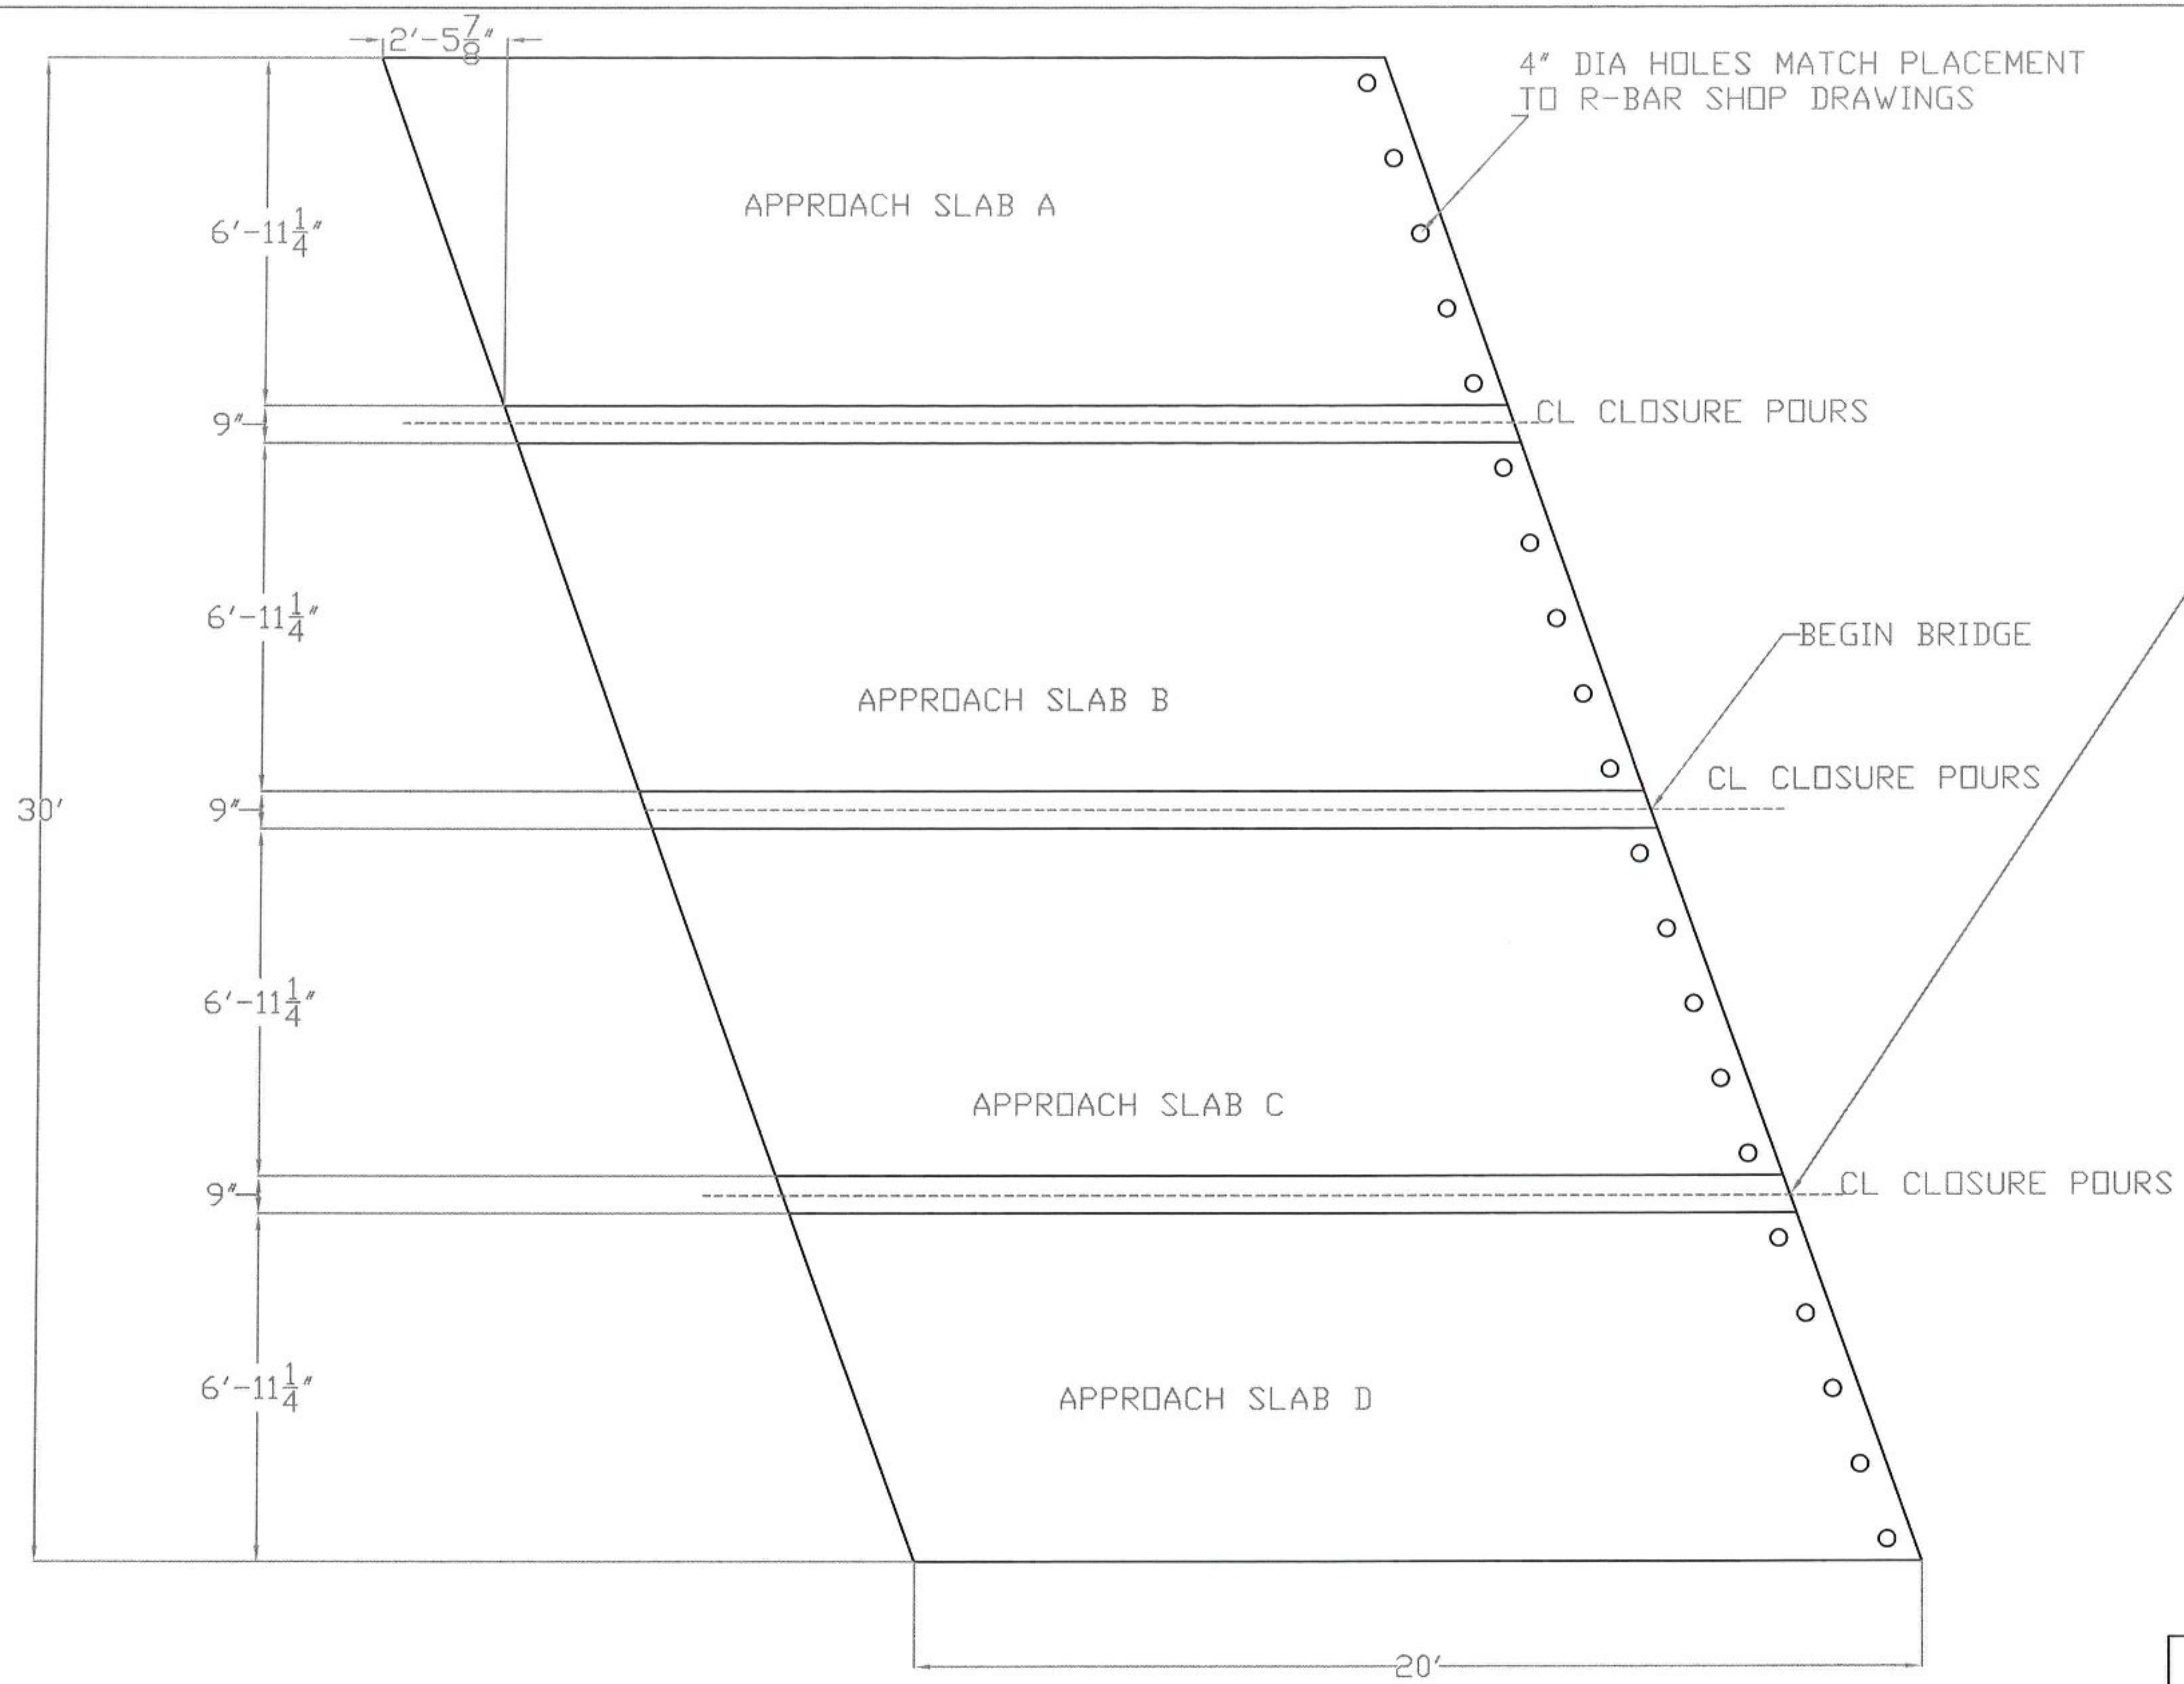 2'-5 7/8"
4" DIA HOLES MATCH PLACEMENT
TO R-BAR SHOP DRAWINGS
APPROACH SLAB A
6'-11 1/4"
9"
CL CLOSURE POURS
6'-11 1/4"
BEGIN BRIDGE
APPROACH SLAB B
CL CLOSURE POURS
30'
9"
6'-11 1/4"
APPROACH SLAB C
9"
CL CLOSURE POURS
6'-11 1/4"
APPROACH SLAB D
20'